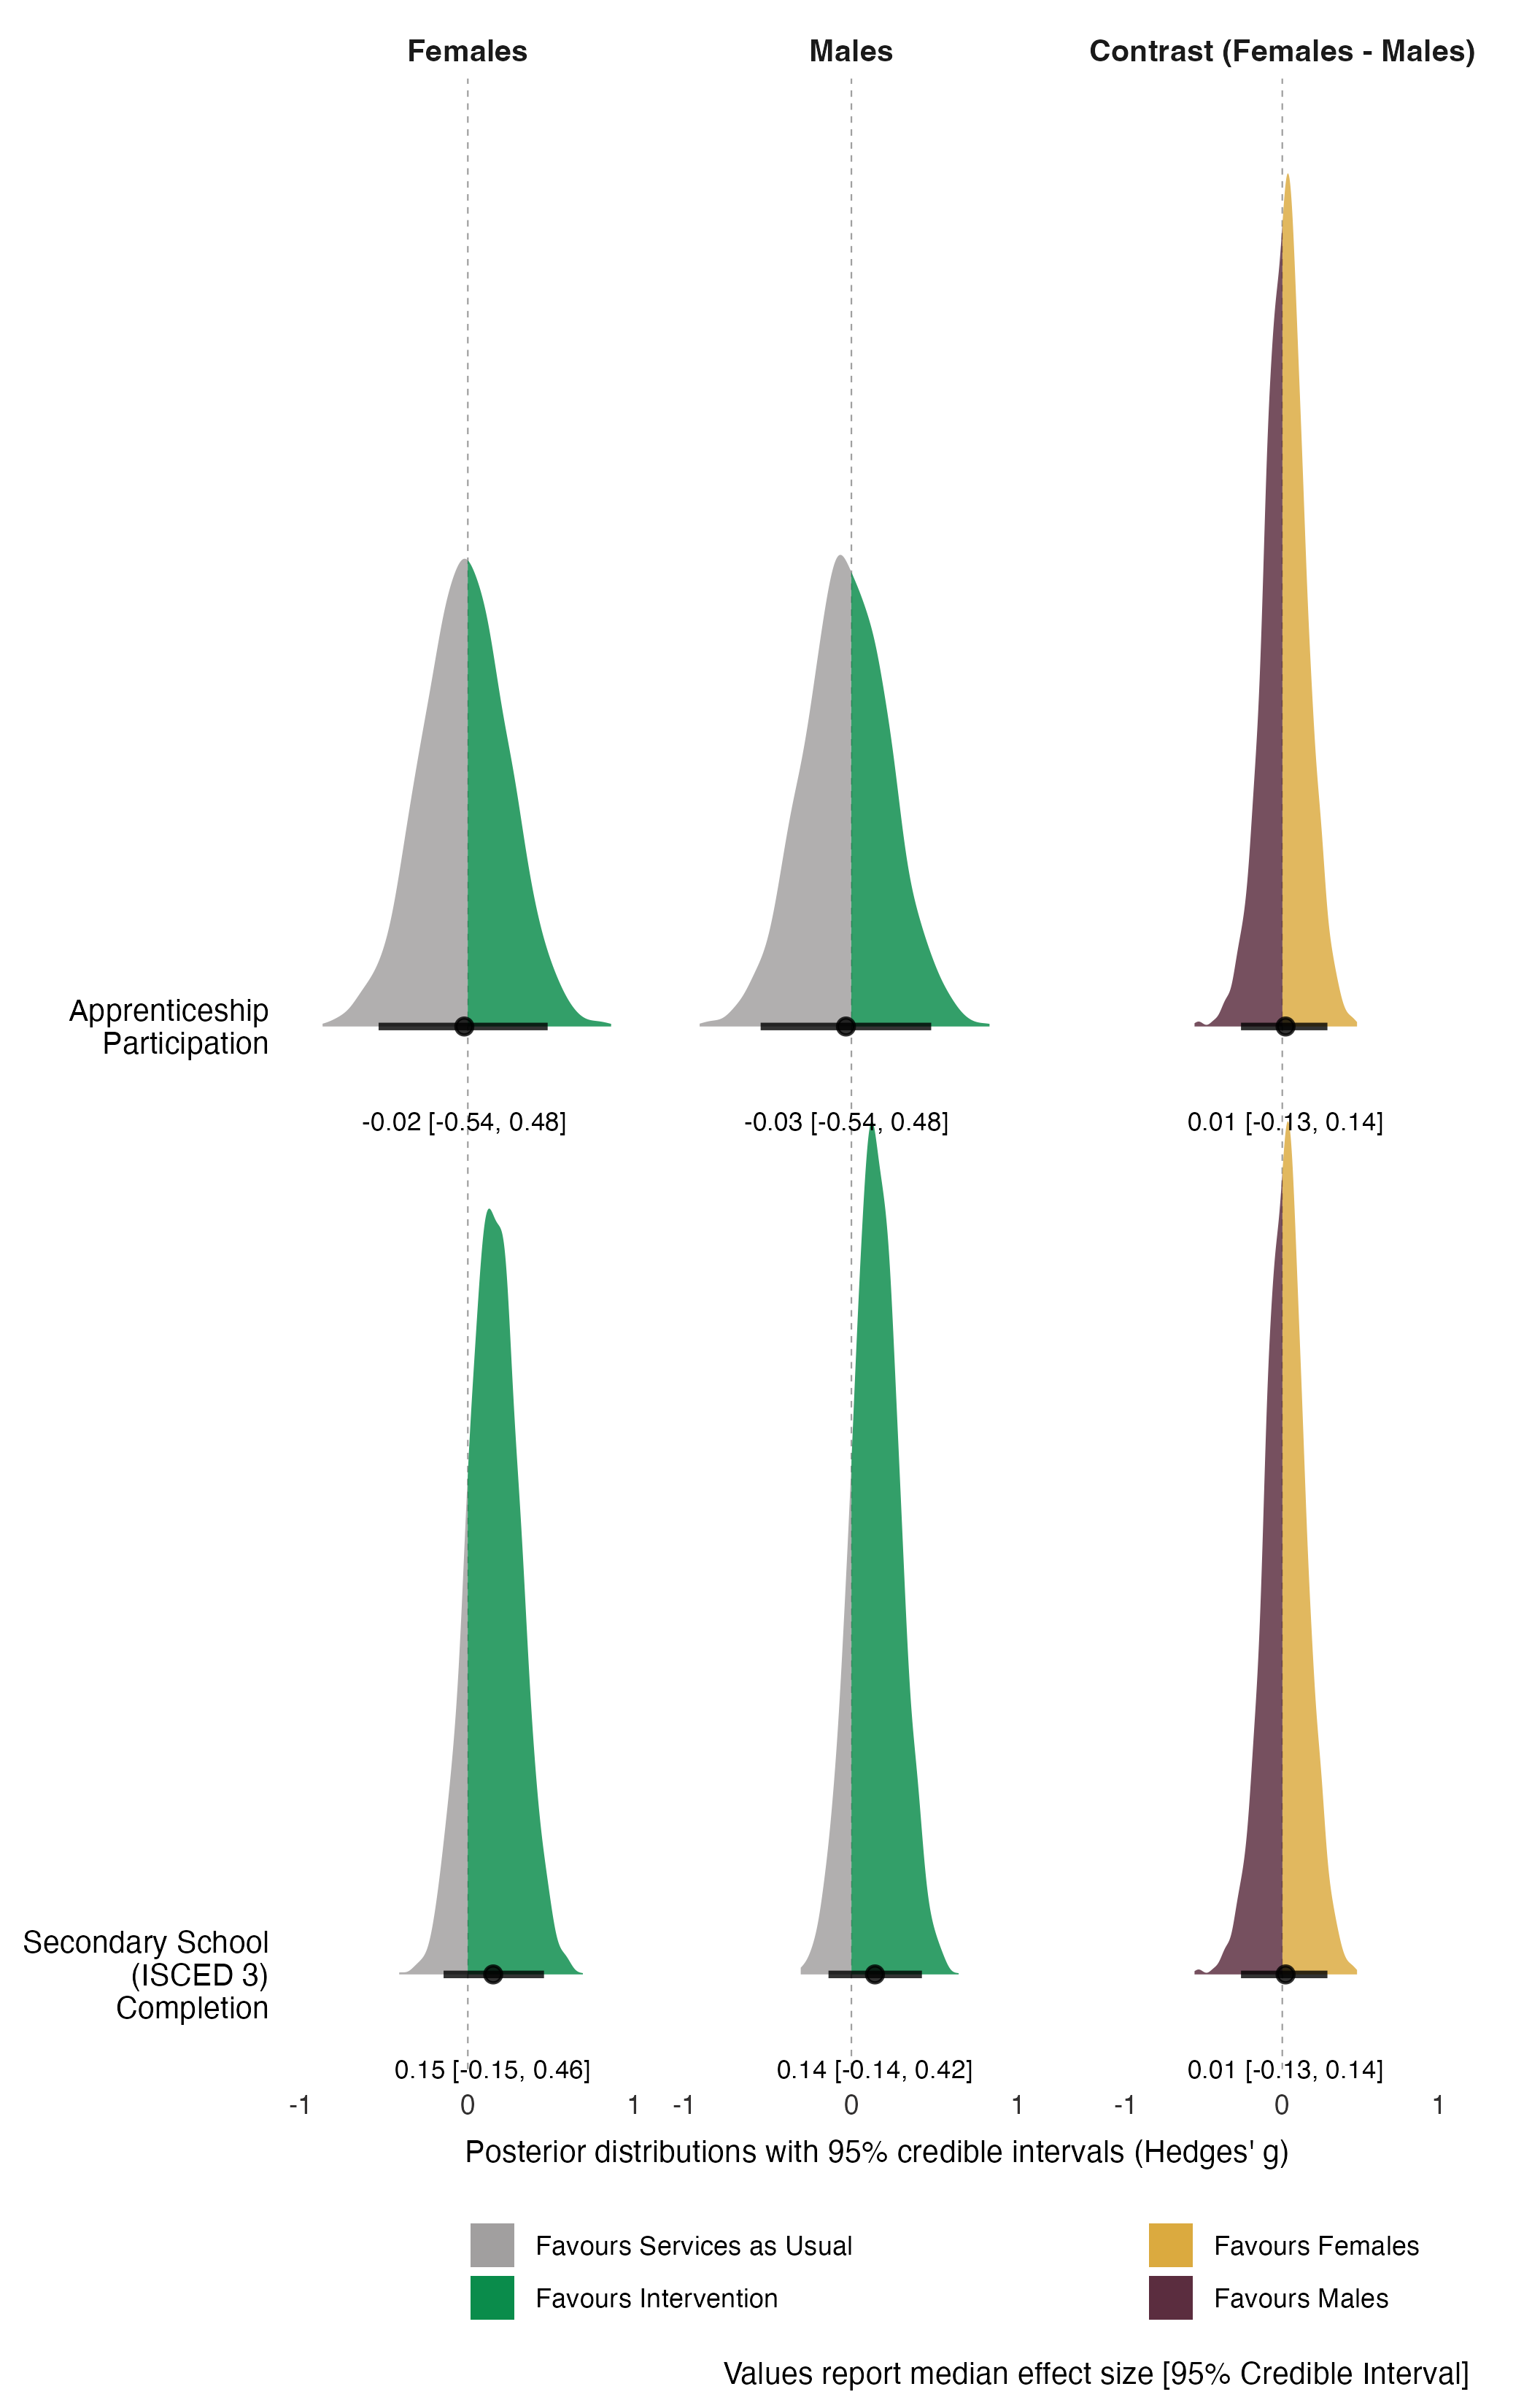 Females Males Contrast (Females - Males)
Apprenticeship
Participation
-0.02 [-0.54, 0.48] -0.03 [-0.54, 0.48] 0.01 [-0.13, 0.14]
Secondary School
(ISCED 3)
Completion
0.15 [-0.15, 0.46] 0.14 [-0.14, 0.42] 0.01 [-0.13, 0.14]
-1 0 1 -1 0 1 -1 0 1
Posterior distributions with 95% credible intervals (Hedges' g)
Favours Services as Usual Favours Females
Favours Intervention Favours Males
Values report median effect size [95% Credible Interval]